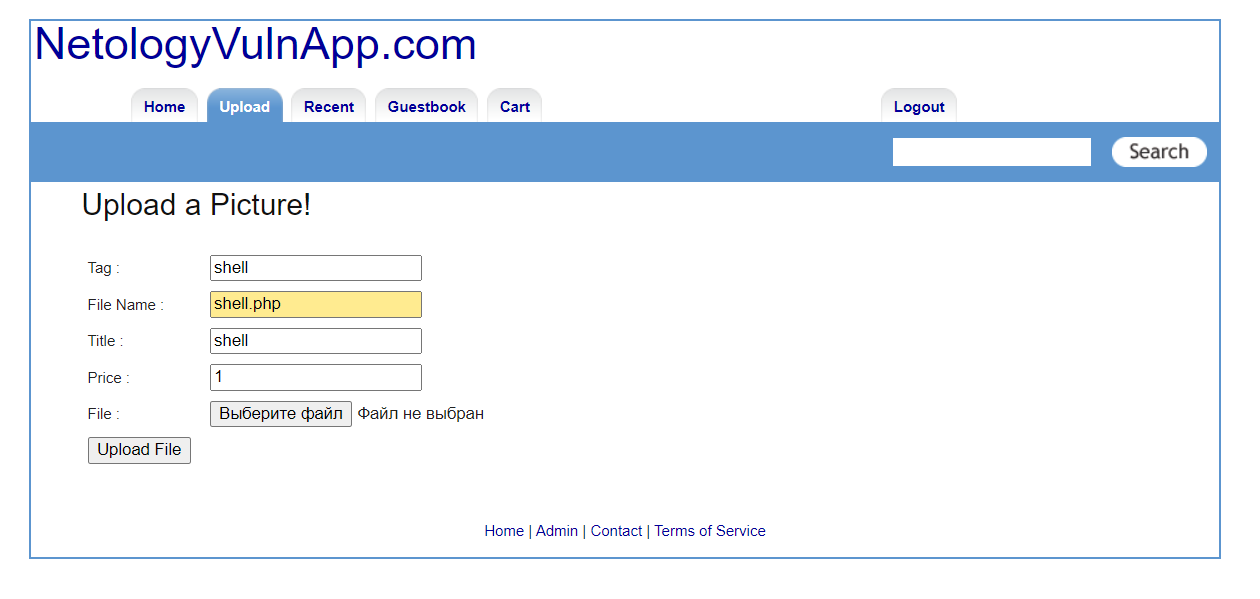 NetologyVulnApp.com
Home Upload Recent Guestbook Cart Logout
Search
Upload a Picture!
Tag : shell
File Name : shell.php
Title : shell
Price : 1
File : Выберите файл Файл не выбран
Upload File
Home | Admin | Contact | Terms of Service